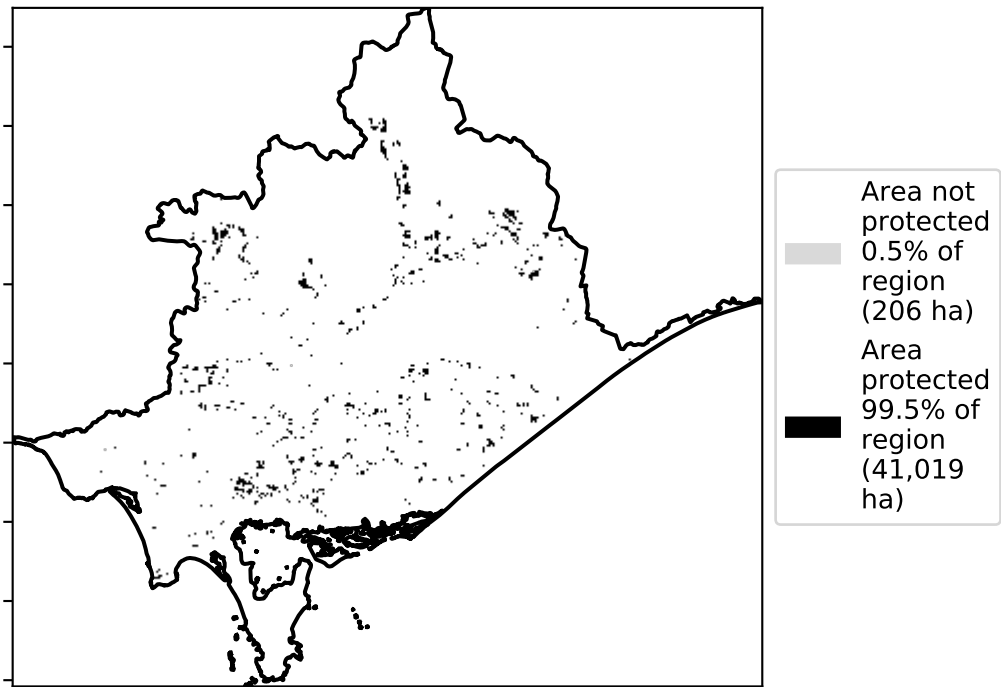 Area not
protected
0.5% of
region
(206 ha)
Area
protected
99.5% of
region
(41,019
ha)